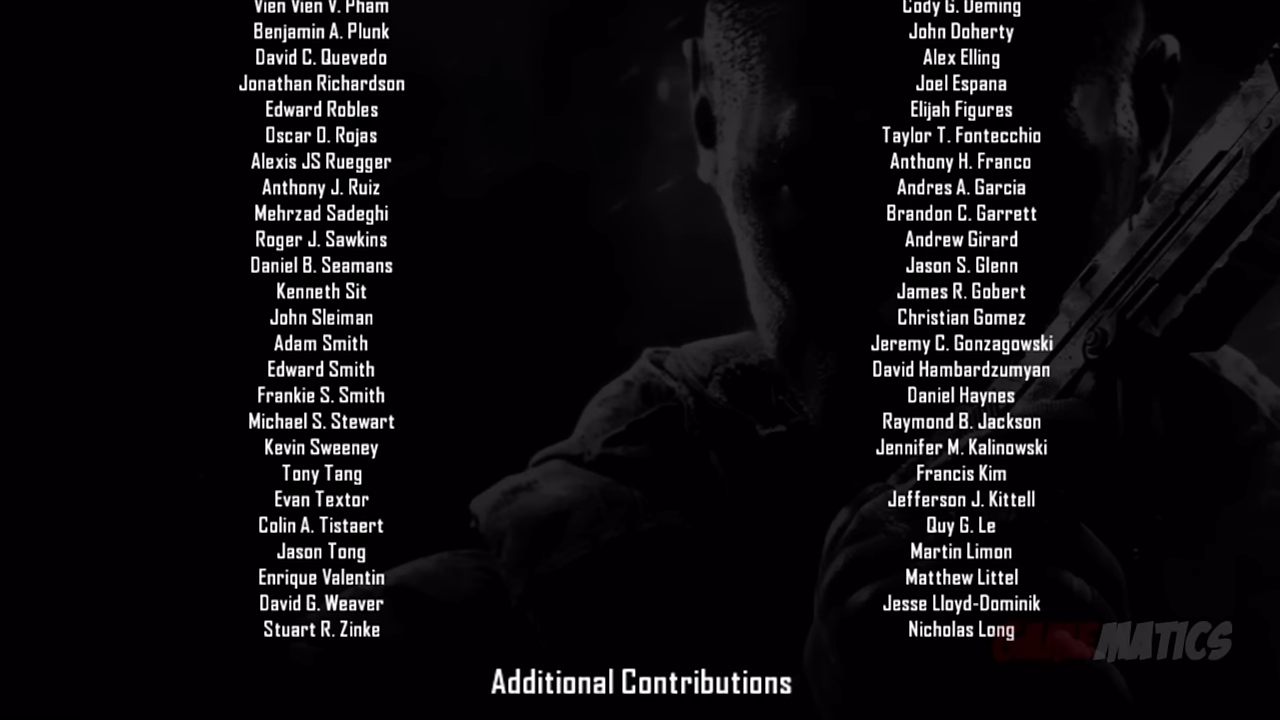 Vien Vien V. Pham
Benjamin A. Plunk
David C. Quevedo
Jonathan Richardson
Edward Robles
Oscar O. Rojas
Alexis JS Ruegger
Anthony J. Ruiz
Mehrzad Sadeghi
Roger J. Sawkins
Daniel B. Seamans
Kenneth Sit
John Sleiman
Adam Smith
Edward Smith
Frankie S. Smith
Michael S. Stewart
Kevin Sweeney
Tony Tang
Evan Textor
Colin A. Tistaert
Jason Tong
Enrique Valentin
David G. Weaver
Stuart R. Zinke
Cody G. Deming
John Doherty
Alex Elling
Joel Espana
Elijah Figures
Taylor T. Fontecchio
Anthony H. Franco
Andres A. Garcia
Brandon C. Garrett
Andrew Girard
Jason S. Glenn
James R. Gobert
Christian Gomez
Jeremy C. Gonzagowski
David Hambardzumyan
Daniel Haynes
Raymond B. Jackson
Jennifer M. Kalinowski
Francis Kim
Jefferson J. Kittell
Quy G. Le
Martin Limon
Matthew Littel
Jesse Lloyd-Dominik
Nicholas Long
GAMEMATICS
Additional Contributions